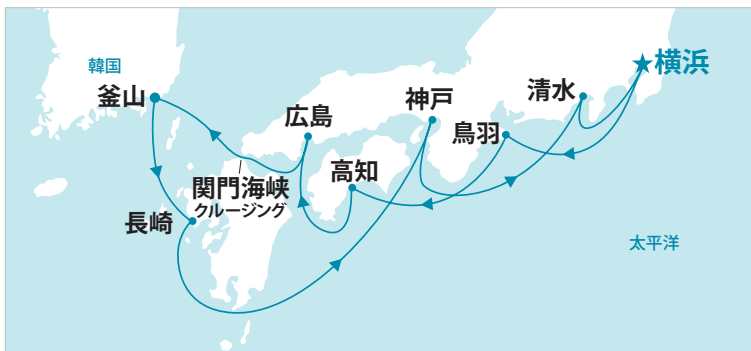 韓国
釜山
広島
神戸
清水
★横浜
鳥羽
高知
関門海峡
クルージング
長崎
太平洋